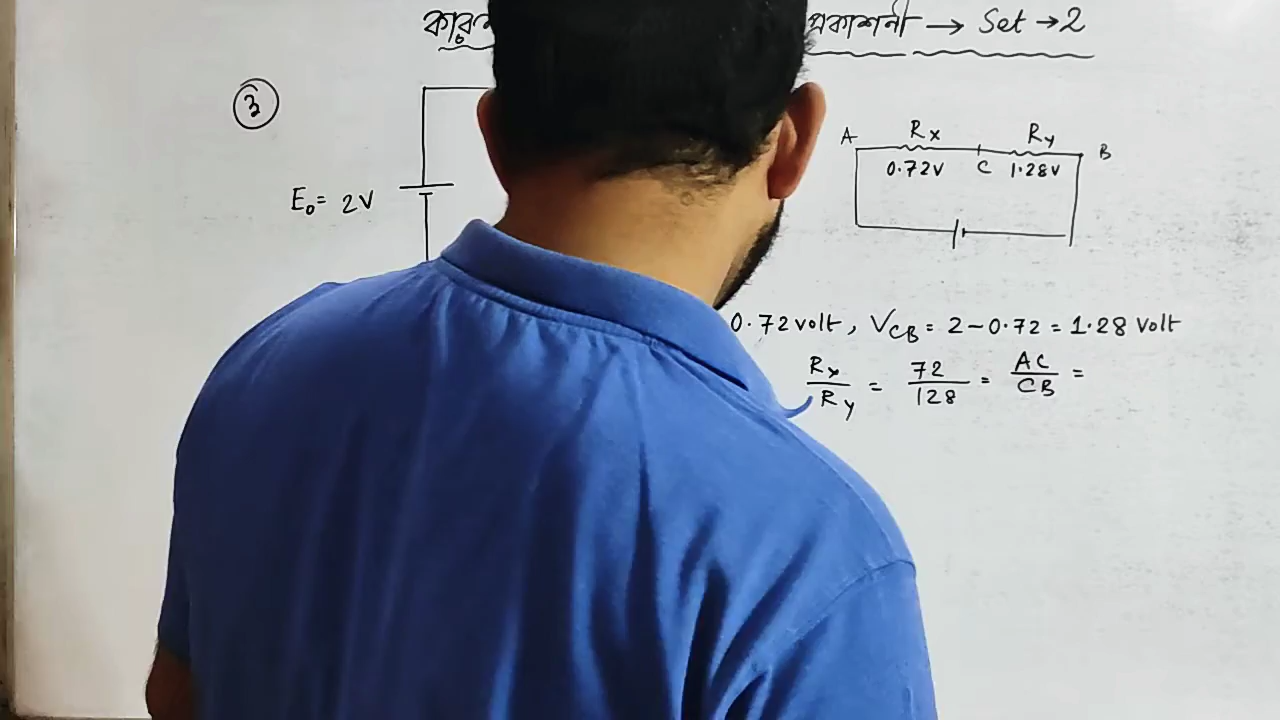 প্রকাশনী → Set → 2
3
E₀ = 2V
A Rx Ry B
0.72V C 1.28V
0.72 volt, V_CB = 2 - 0.72 = 1.28 Volt
Rx/Ry = 72/128 = AC/CB =